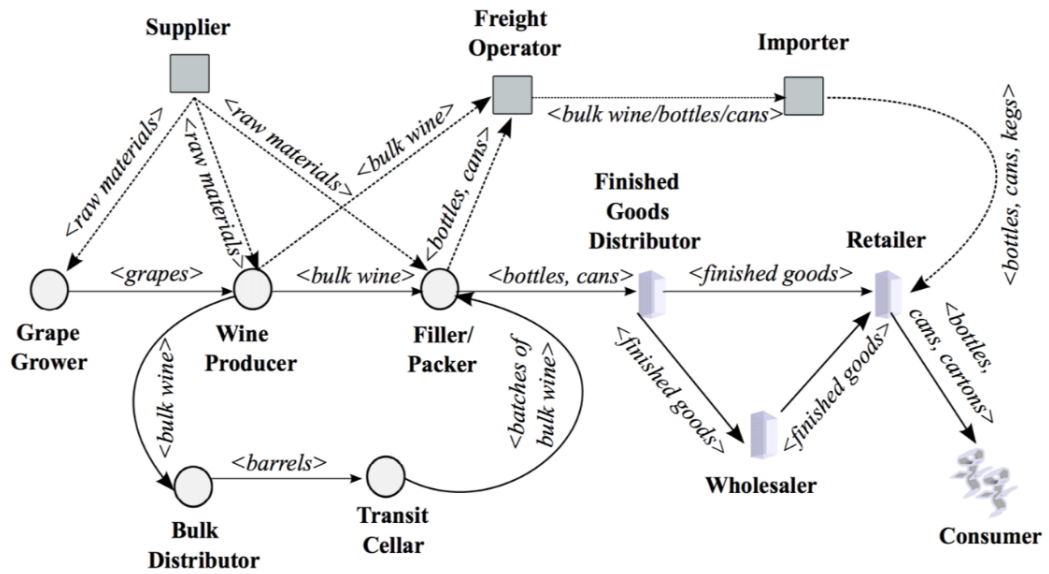 Supplier
Freight
Operator
Importer
<raw materials>
<raw materials>
<raw materials>
<bulk wine>
<bottles, cans>
<bulk wine/bottles/cans>
<bottles, cans, kegs>
Finished
Goods
Distributor
Retailer
<grapes>
<bulk wine>
<bottles, cans>
<finished goods>
Grape
Grower
Wine
Producer
Filler/
Packer
<bulk wine>
<batches of
bulk wine>
<finished goods>
<finished goods>
<bottles,
cans, cartons>
<barrels>
Wholesaler
Bulk
Distributor
Transit
Cellar
Consumer